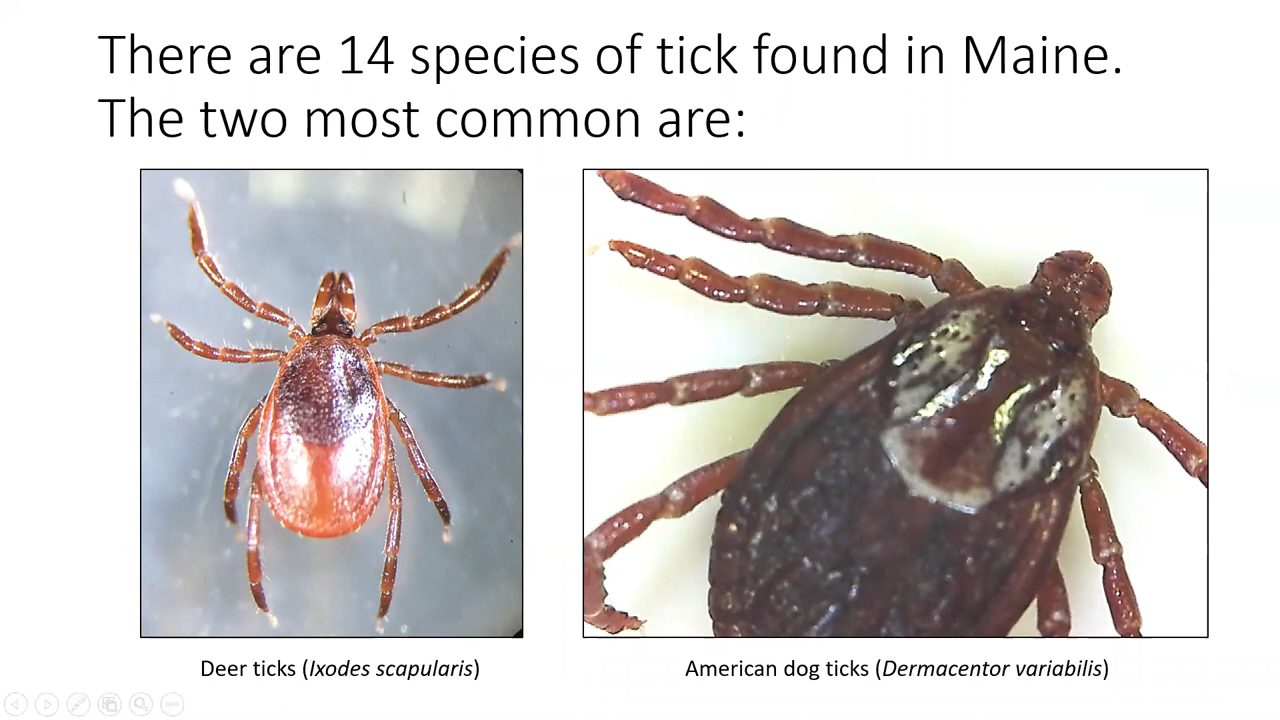 There are 14 species of tick found in Maine.
The two most common are:
Deer ticks (Ixodes scapularis)
American dog ticks (Dermacentor variabilis)